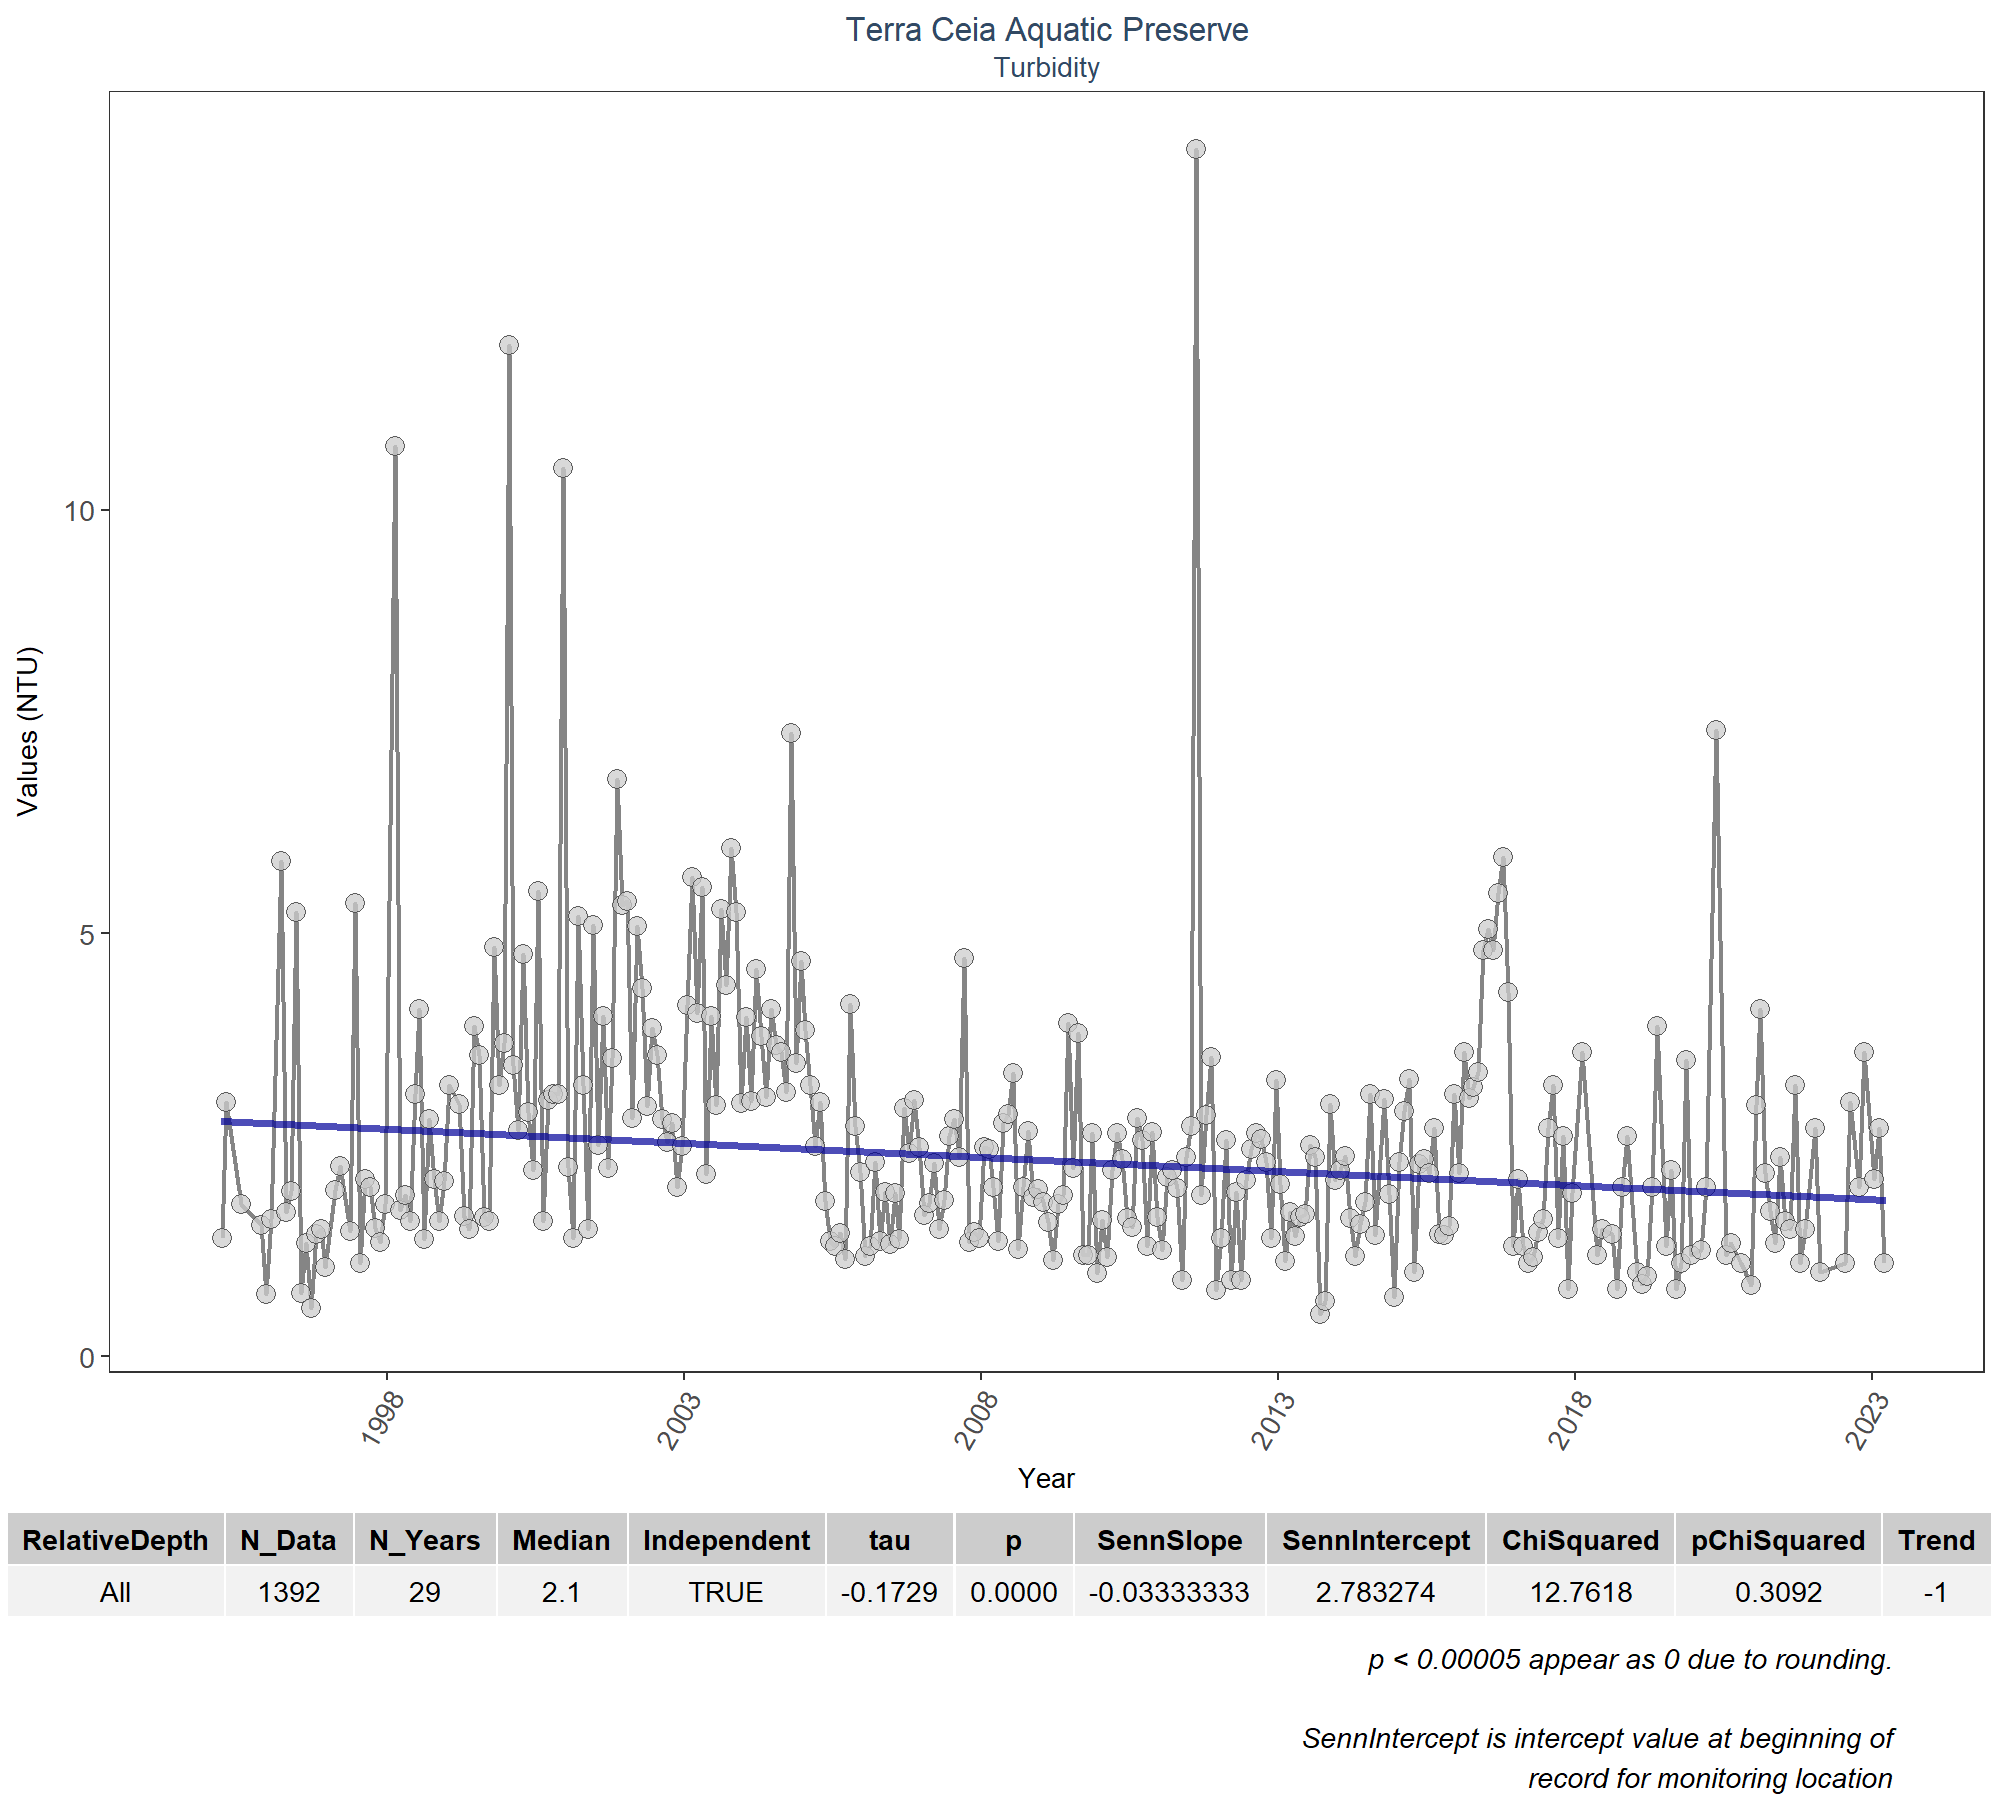 Terra Ceia Aquatic Preserve
Turbidity
Values (NTU)
10
5
0
1998 2003 2008 2013 2018 2023
Year
RelativeDepth N_Data N_Years Median Independent tau p SennSlope SennIntercept ChiSquared pChiSquared Trend
All 1392 29 2.1 TRUE -0.1729 0.0000 -0.03333333 2.783274 12.7618 0.3092 -1
p < 0.00005 appear as 0 due to rounding.
SennIntercept is intercept value at beginning of
record for monitoring location